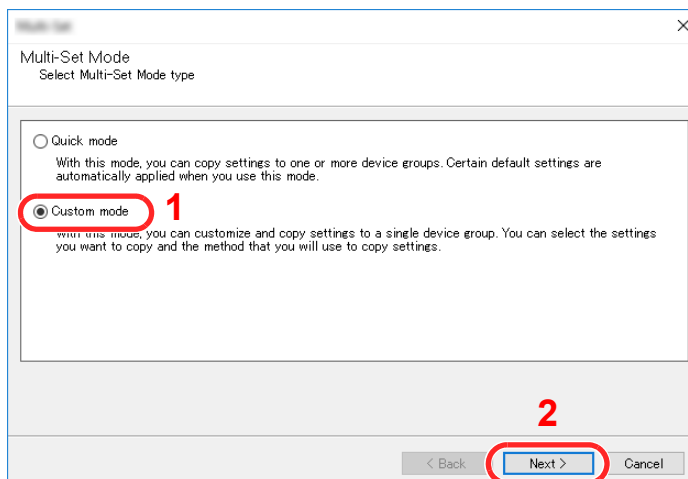 Multi-Set Mode
Select Multi-Set Mode type
Quick mode
With this mode, you can copy settings to one or more device groups. Certain default settings are
automatically applied when you use this mode.
Custom mode
1
With this mode, you can customize and copy settings to a single device group. You can select the settings
you want to copy and the method that you will use to copy settings.
2
< Back
Next >
Cancel